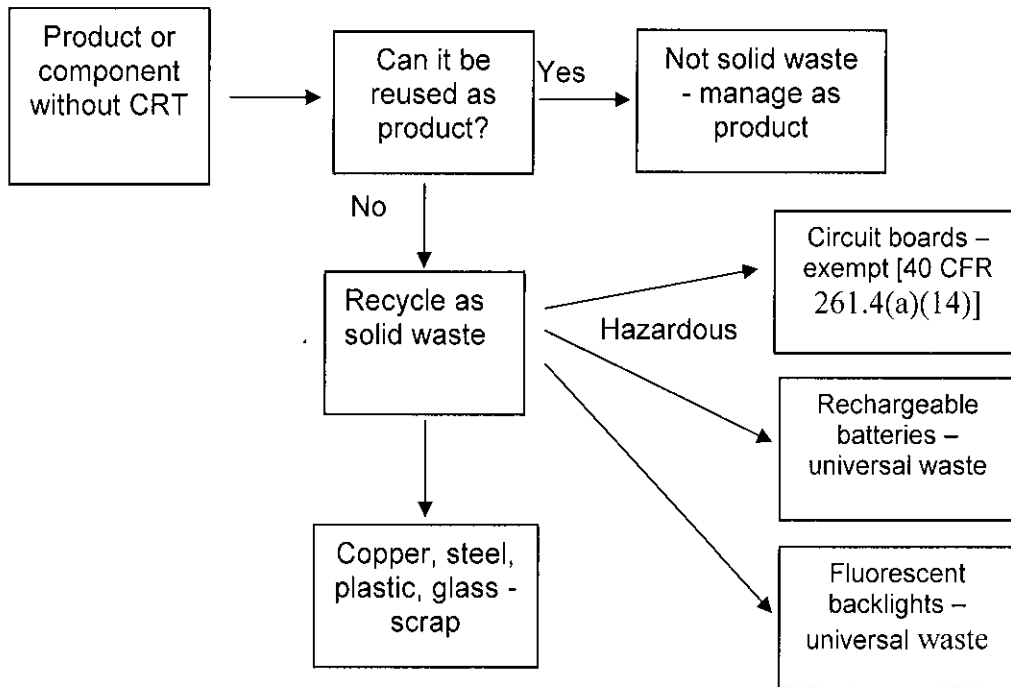 Product or
component
without CRT
Can it be
reused as
product?
Yes
Not solid waste
- manage as
product
No
Recycle as
solid waste
Hazardous
Circuit boards –
exempt [40 CFR
261.4(a)(14)]
Rechargeable
batteries –
universal waste
Copper, steel,
plastic, glass -
scrap
Fluorescent
backlights –
universal waste